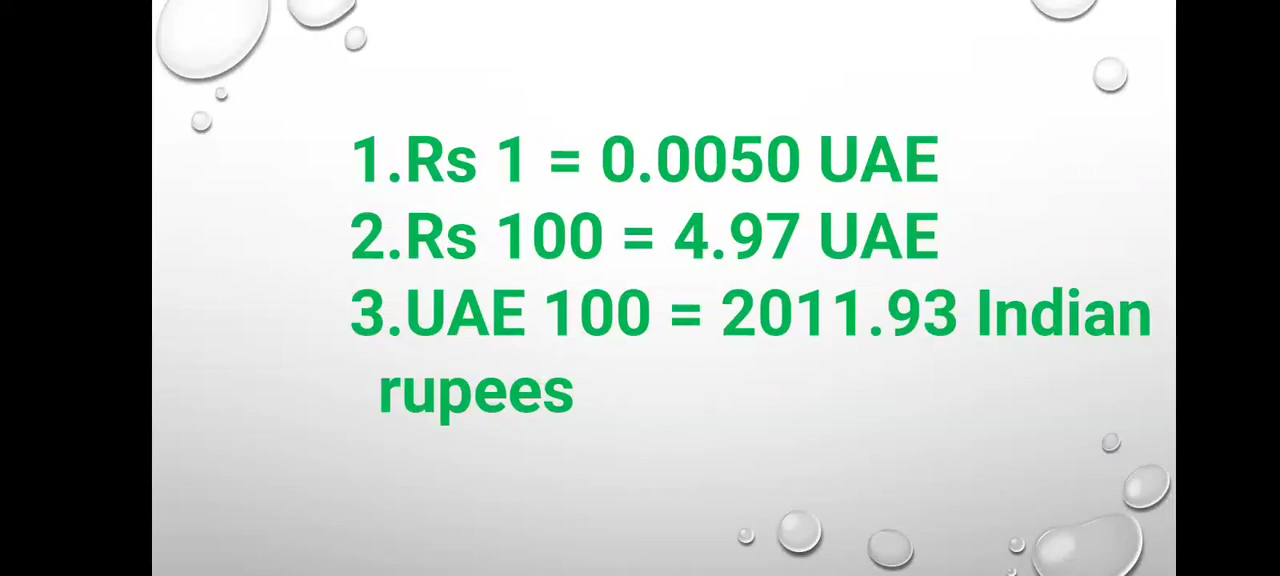 1.Rs 1 = 0.0050 UAE
2.Rs 100 = 4.97 UAE
3.UAE 100 = 2011.93 Indian
rupees